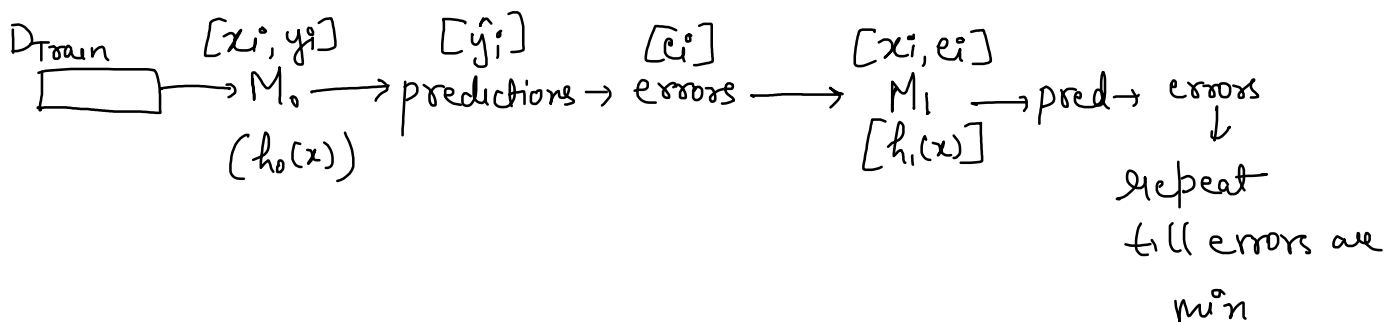 D_Train [xi, yi] [ŷi] [ei] [xi, ei]
→ M₀ → predictions → errors → M₁ → pred → errors
(h₀(x)) [h₁(x)] ↓
repeat
till errors are
min